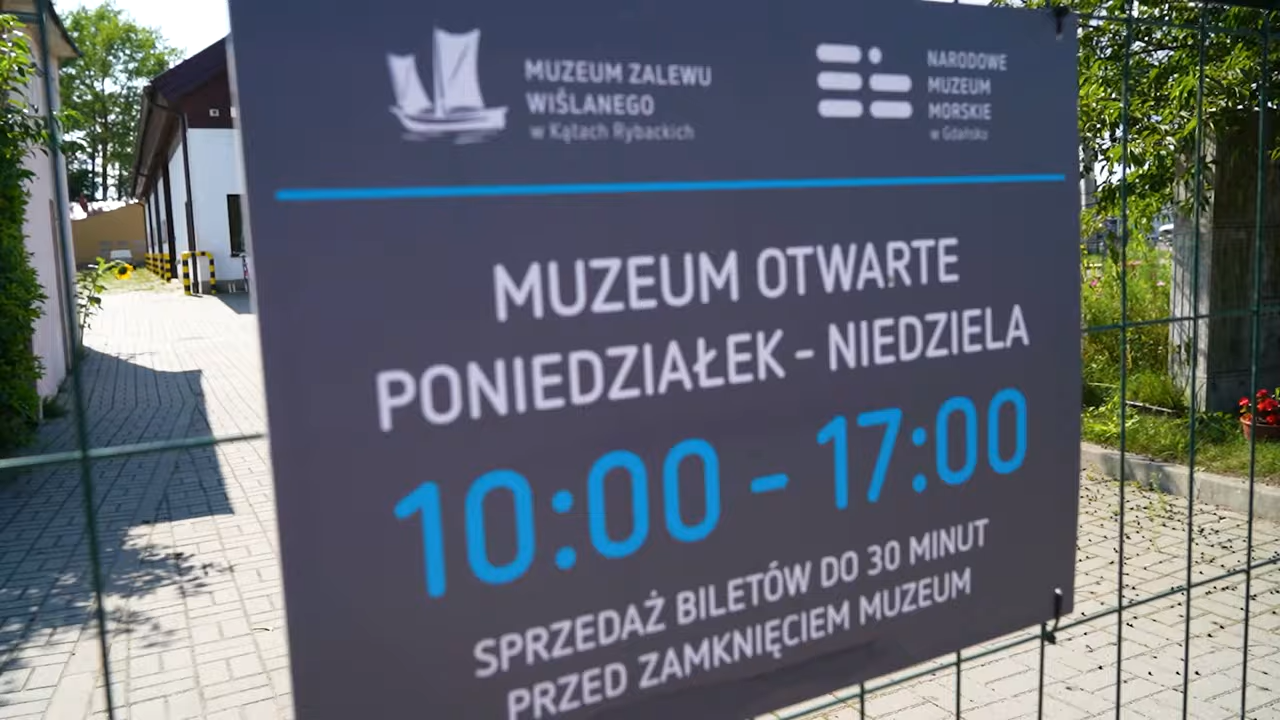 MUZEUM ZALEWU
WIŚLANEGO
w Kątach Rybackich
NARODOWE
MUZEUM
MORSKIE
w Gdańsku
MUZEUM OTWARTE
PONIEDZIAŁEK - NIEDZIELA
10:00 - 17:00
SPRZEDAŻ BILETÓW DO 30 MINUT
PRZED ZAMKNIĘCIEM MUZEUM